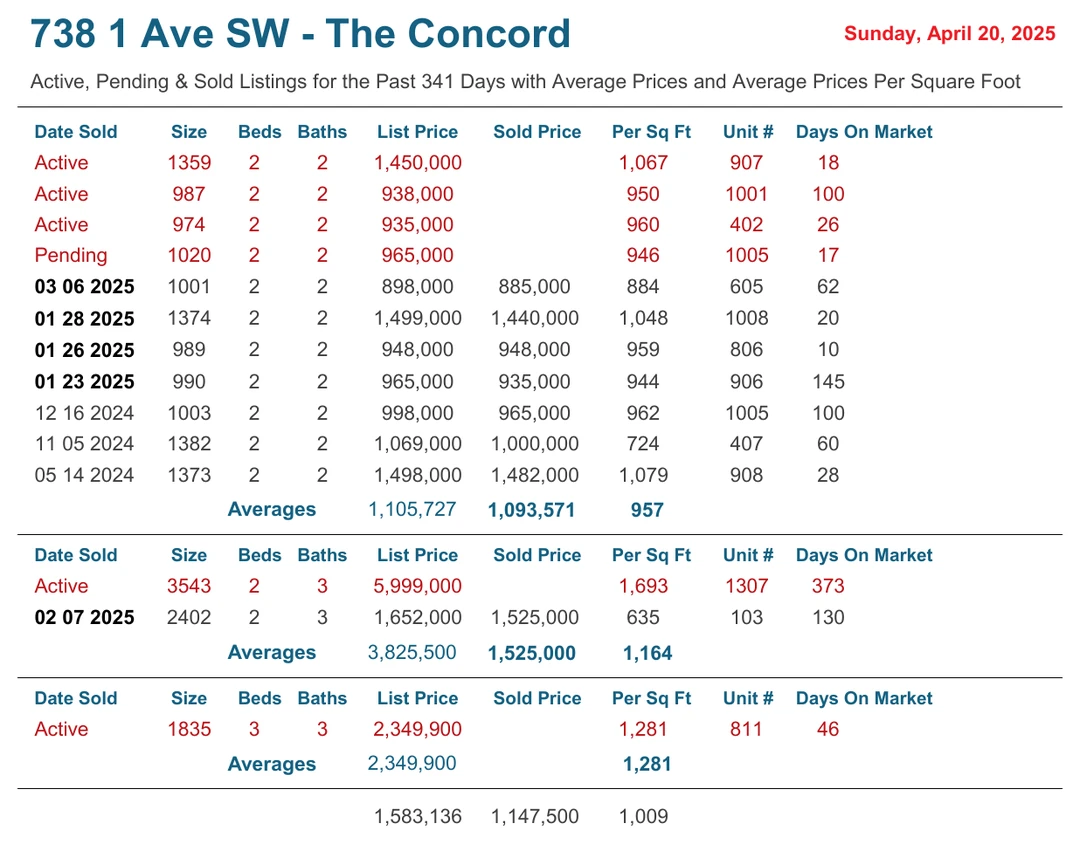 738 1 Ave SW - The Concord Sunday, April 20, 2025
Active, Pending & Sold Listings for the Past 341 Days with Average Prices and Average Prices Per Square Foot
Date Sold Size Beds Baths List Price Sold Price Per Sq Ft Unit # Days On Market
Active 1359 2 2 1,450,000 1,067 907 18
Active 987 2 2 938,000 950 1001 100
Active 974 2 2 935,000 960 402 26
Pending 1020 2 2 965,000 946 1005 17
03 06 2025 1001 2 2 898,000 885,000 884 605 62
01 28 2025 1374 2 2 1,499,000 1,440,000 1,048 1008 20
01 26 2025 989 2 2 948,000 948,000 959 806 10
01 23 2025 990 2 2 965,000 935,000 944 906 145
12 16 2024 1003 2 2 998,000 965,000 962 1005 100
11 05 2024 1382 2 2 1,069,000 1,000,000 724 407 60
05 14 2024 1373 2 2 1,498,000 1,482,000 1,079 908 28
Averages 1,105,727 1,093,571 957
Date Sold Size Beds Baths List Price Sold Price Per Sq Ft Unit # Days On Market
Active 3543 2 3 5,999,000 1,693 1307 373
02 07 2025 2402 2 3 1,652,000 1,525,000 635 103 130
Averages 3,825,500 1,525,000 1,164
Date Sold Size Beds Baths List Price Sold Price Per Sq Ft Unit # Days On Market
Active 1835 3 3 2,349,900 1,281 811 46
Averages 2,349,900 1,281
1,583,136 1,147,500 1,009